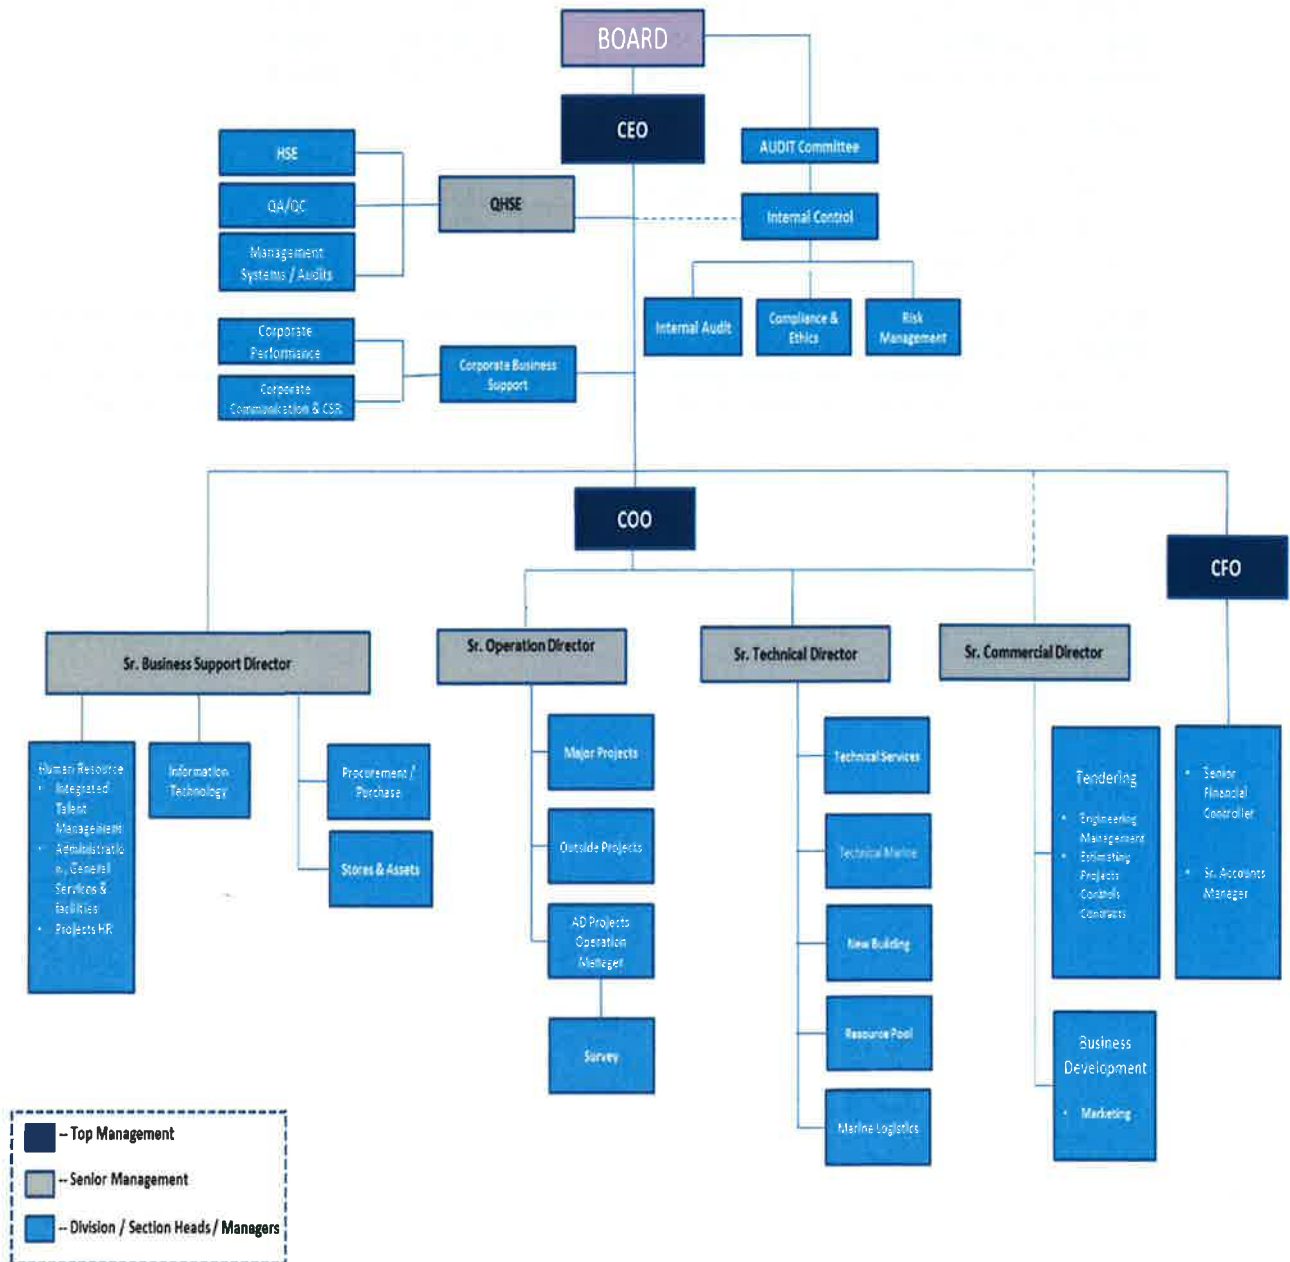 BOARD
CEO
AUDIT Committee
Internal Control
Internal Audit
Compliance &
Ethics
Risk
Management
HSE
QA/QC
Management
Systems / Audits
QHSE
Corporate
Performance
Corporate
Communication & CSR
Corporate Business
Support
COO
CFO
Sr. Business Support Director
Sr. Operation Director
Sr. Technical Director
Sr. Commercial Director
Human Resource
• Integrated
Talent
Management
• Administratio
n, General
Services &
Facilities
• Projects HR
Information
Technology
Procurement /
Purchase
Stores & Assets
Major Projects
Outside Projects
AD Projects
Operation
Manager
Survey
Technical Services
Technical Marine
New Building
Resource Pool
Marine Logistics
Tendering
• Engineering
Management
• Estimating
Projects
Controls
Contracts
Business
Development
• Marketing
• Senior
Financial
Controller
• Sr. Accounts
Manager
-- Top Management
-- Senior Management
-- Division / Section Heads / Managers